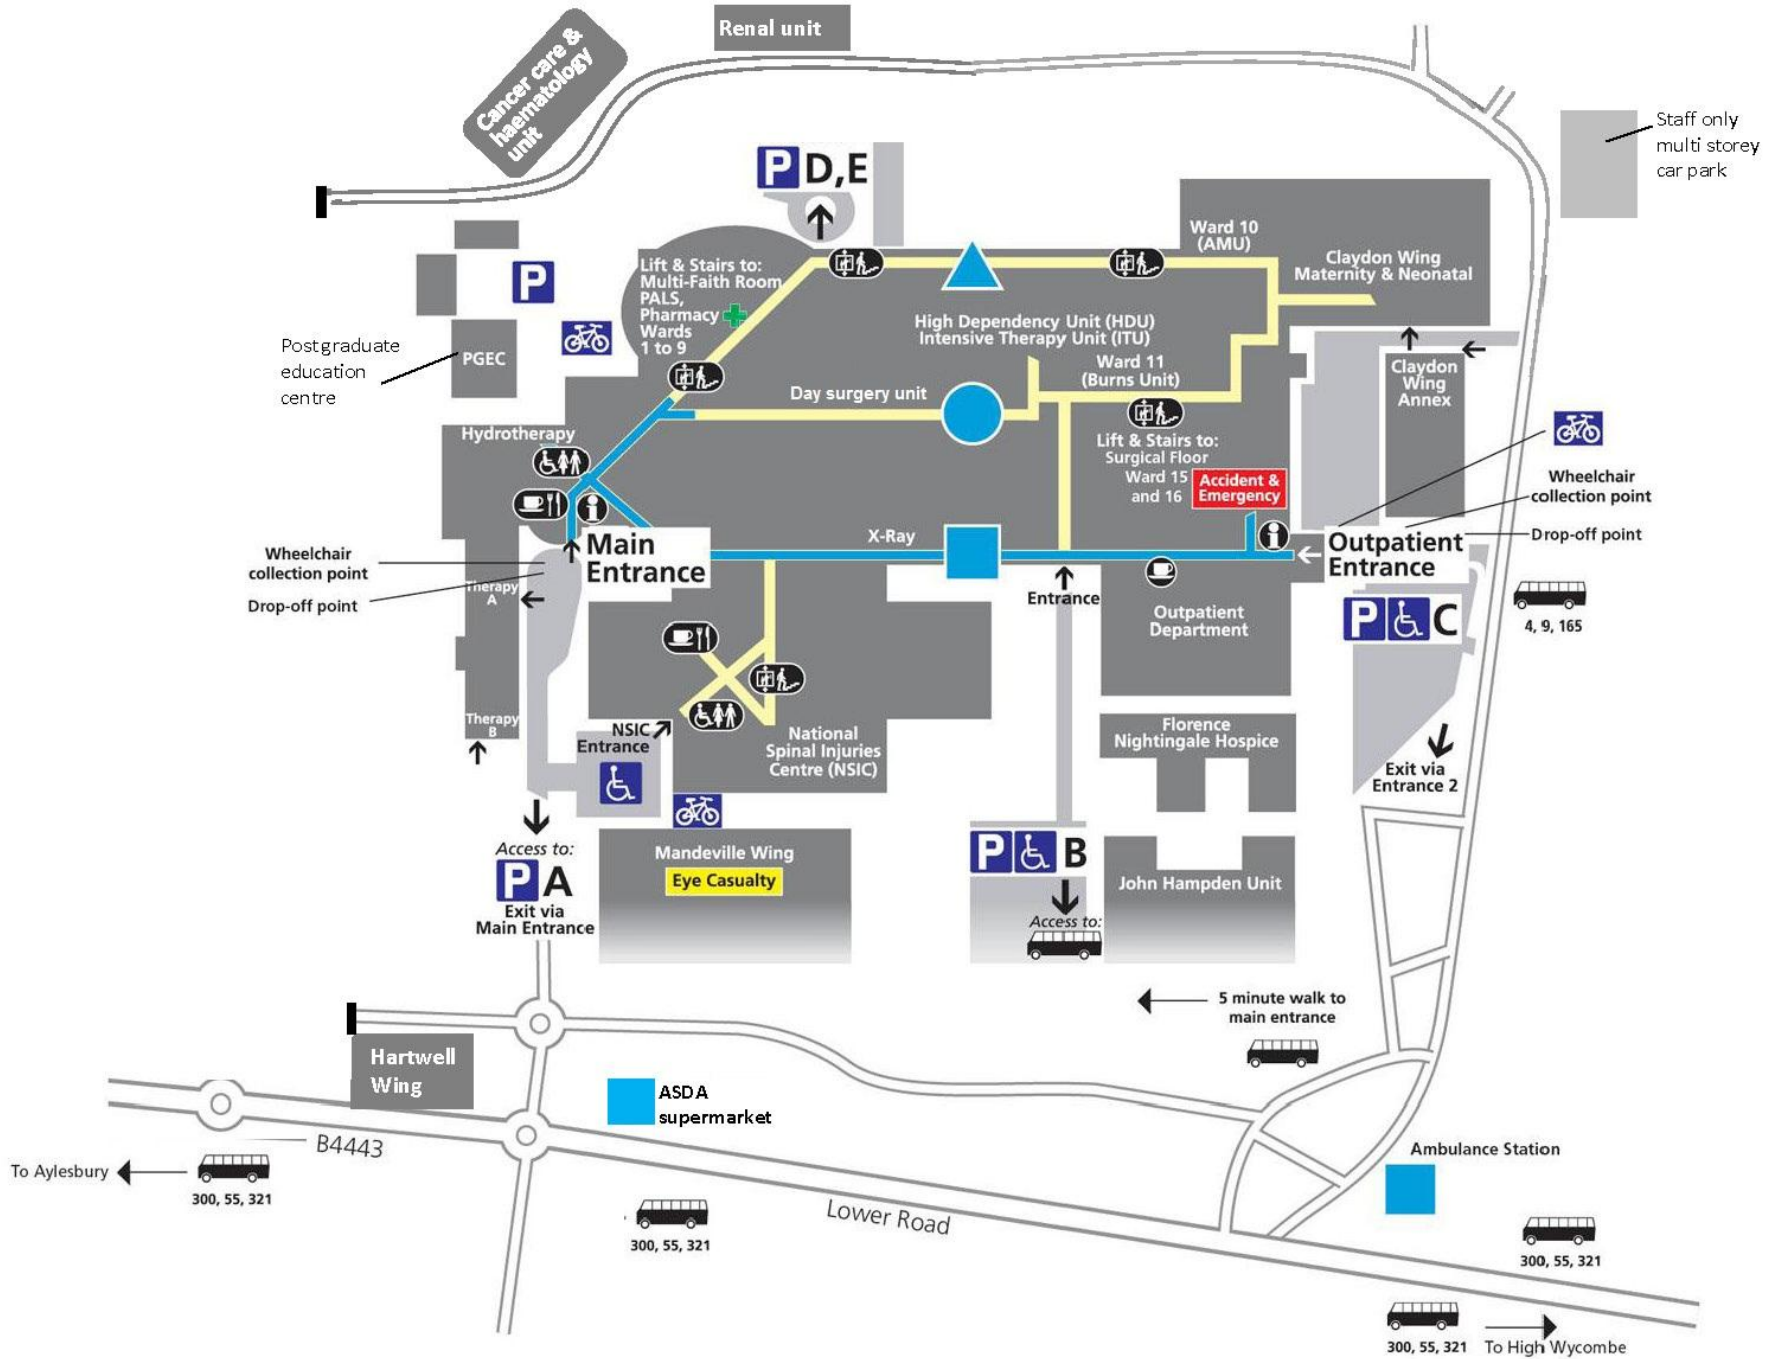 Renal unit
Cancer care &
haematology
unit
Staff only
multi storey
car park
P D,E
Ward 10
(AMU)
Claydon Wing
Maternity & Neonatal
Lift & Stairs to:
Multi-Faith Room
PALS,
Pharmacy
Wards
1 to 9
P
High Dependency Unit (HDU)
Intensive Therapy Unit (ITU)
Postgraduate
education
centre
PGEC
Ward 11
(Burns Unit)
Claydon
Wing
Annex
Day surgery unit
Hydrotherapy
Lift & Stairs to:
Surgical Floor
Ward 15
and 16
Accident &
Emergency
Wheelchair
collection point
Drop-off point
i
i
X-Ray
Main
Entrance
Outpatient
Entrance
Wheelchair
collection point
Drop-off point
Therapy
A
Entrance
Outpatient
Department
P C
4, 9, 165
Therapy
B
NSIC
Entrance
National
Spinal Injuries
Centre (NSIC)
Florence
Nightingale Hospice
Exit via
Entrance 2
Access to:
P A
Exit via
Main Entrance
Mandeville Wing
Eye Casualty
P B
Access to:
John Hampden Unit
5 minute walk to
main entrance
Hartwell
Wing
ASDA
supermarket
B4443
To Aylesbury
300, 55, 321
300, 55, 321
Lower Road
Ambulance Station
300, 55, 321
300, 55, 321
To High Wycombe